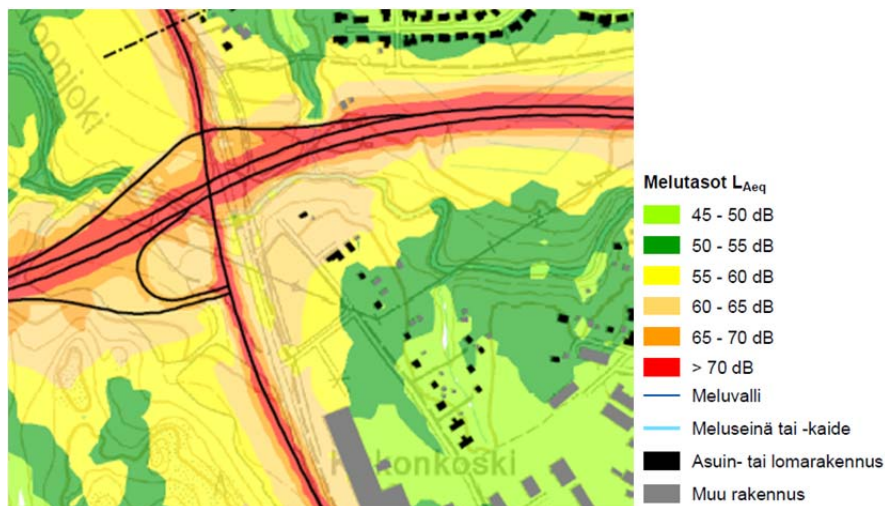 Melutasot L_Aeq
45 - 50 dB
50 - 55 dB
55 - 60 dB
60 - 65 dB
65 - 70 dB
> 70 dB
Meluvalli
Meluseinä tai -kaide
Asuin- tai lomarakennus
Muu rakennus